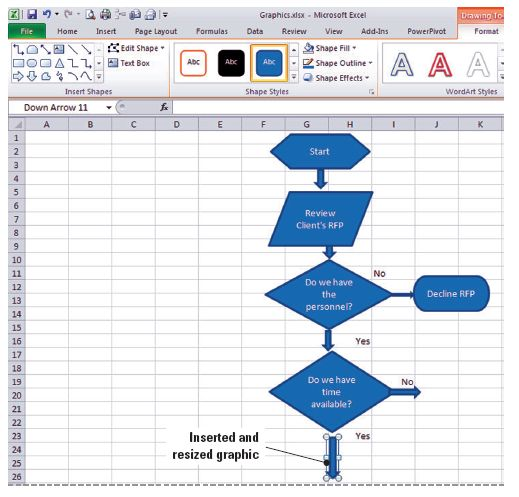 Graphics.xlsx - Microsoft Excel
Drawing To
File Home Insert Page Layout Formulas Data Review View Add-Ins PowerPivot Format
Edit Shape
Text Box
Abc Abc Abc
Shape Fill
Shape Outline
Shape Effects
A A
Insert Shapes Shape Styles WordArt Styles
Down Arrow 11 fx
A B C D E F G H I J K
1
2
3
4
5
6
7
8
9
10
11
12
13
14
15
16
17
18
19
20
21
22
23
24
25
26
Start
Review
Client's RFP
Do we have
the
personnel?
No
Decline RFP
Yes
Do we have
time
available?
No
Yes
Inserted and
resized graphic